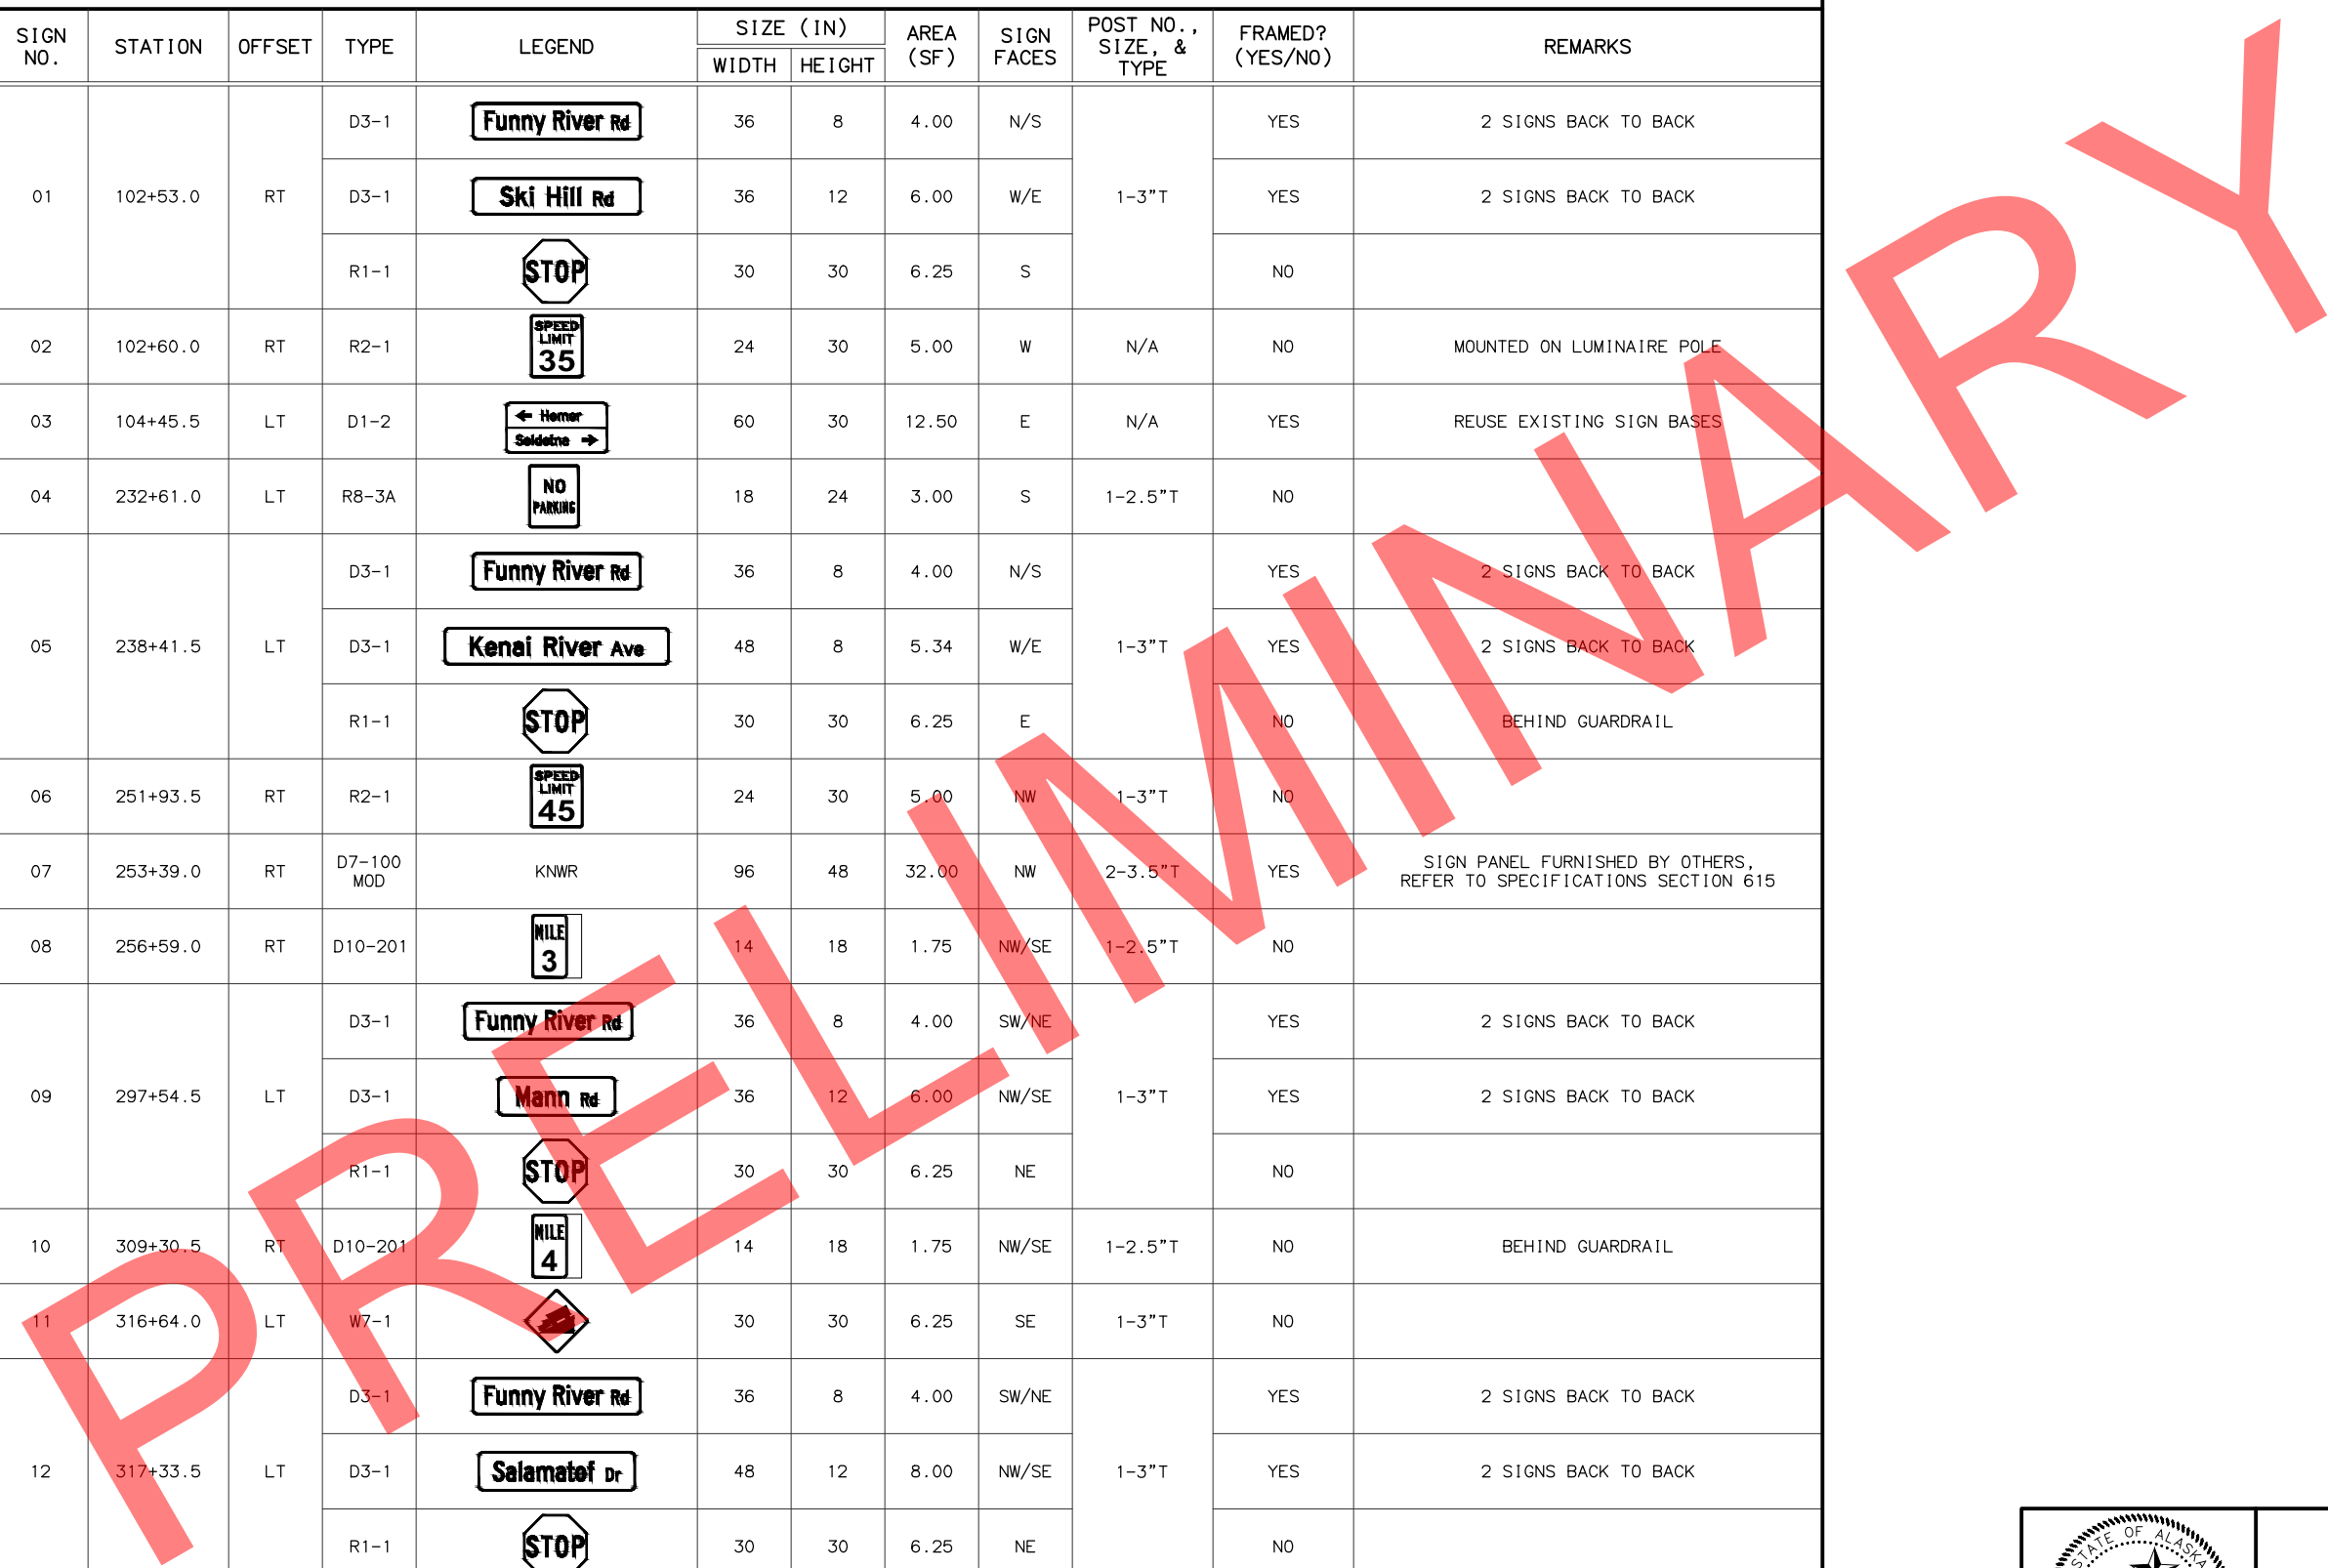 SIGN NO. STATION OFFSET TYPE LEGEND SIZE (IN) WIDTH HEIGHT AREA (SF) SIGN FACES POST NO., SIZE, & TYPE FRAMED? (YES/NO) REMARKS
01 102+53.0 RT D3-1 Funny River Rd 36 8 4.00 N/S 1-3"T YES 2 SIGNS BACK TO BACK
D3-1 Ski Hill Rd 36 12 6.00 W/E YES 2 SIGNS BACK TO BACK
R1-1 STOP 30 30 6.25 S NO
02 102+60.0 RT R2-1 SPEED LIMIT 35 24 30 5.00 W N/A NO MOUNTED ON LUMINAIRE POLE
03 104+45.5 LT D1-2 ← Homer Soldotna → 60 30 12.50 E N/A YES REUSE EXISTING SIGN BASES
04 232+61.0 LT R8-3A NO PARKING 18 24 3.00 S 1-2.5"T NO
05 238+41.5 LT D3-1 Funny River Rd 36 8 4.00 N/S 1-3"T YES 2 SIGNS BACK TO BACK
D3-1 Kenai River Ave 48 8 5.34 W/E YES 2 SIGNS BACK TO BACK
R1-1 STOP 30 30 6.25 E NO BEHIND GUARDRAIL
06 251+93.5 RT R2-1 SPEED LIMIT 45 24 30 5.00 NW 1-3"T NO
07 253+39.0 RT D7-100 MOD KNWR 96 48 32.00 NW 2-3.5"T YES SIGN PANEL FURNISHED BY OTHERS, REFER TO SPECIFICATIONS SECTION 615
08 256+59.0 RT D10-201 MILE 3 14 18 1.75 NW/SE 1-2.5"T NO
09 297+54.5 LT D3-1 Funny River Rd 36 8 4.00 SW/NE 1-3"T YES 2 SIGNS BACK TO BACK
D3-1 Mann Rd 36 12 6.00 NW/SE YES 2 SIGNS BACK TO BACK
R1-1 STOP 30 30 6.25 NE NO
10 309+30.5 RT D10-201 MILE 4 14 18 1.75 NW/SE 1-2.5"T NO BEHIND GUARDRAIL
11 316+64.0 LT W7-1 30 30 6.25 SE 1-3"T NO
12 317+33.5 LT D3-1 Funny River Rd 36 8 4.00 SW/NE 1-3"T YES 2 SIGNS BACK TO BACK
D3-1 Salamatof Dr 48 12 8.00 NW/SE YES 2 SIGNS BACK TO BACK
R1-1 STOP 30 30 6.25 NE NO
PRELIMINARY
STATE OF ALASKA